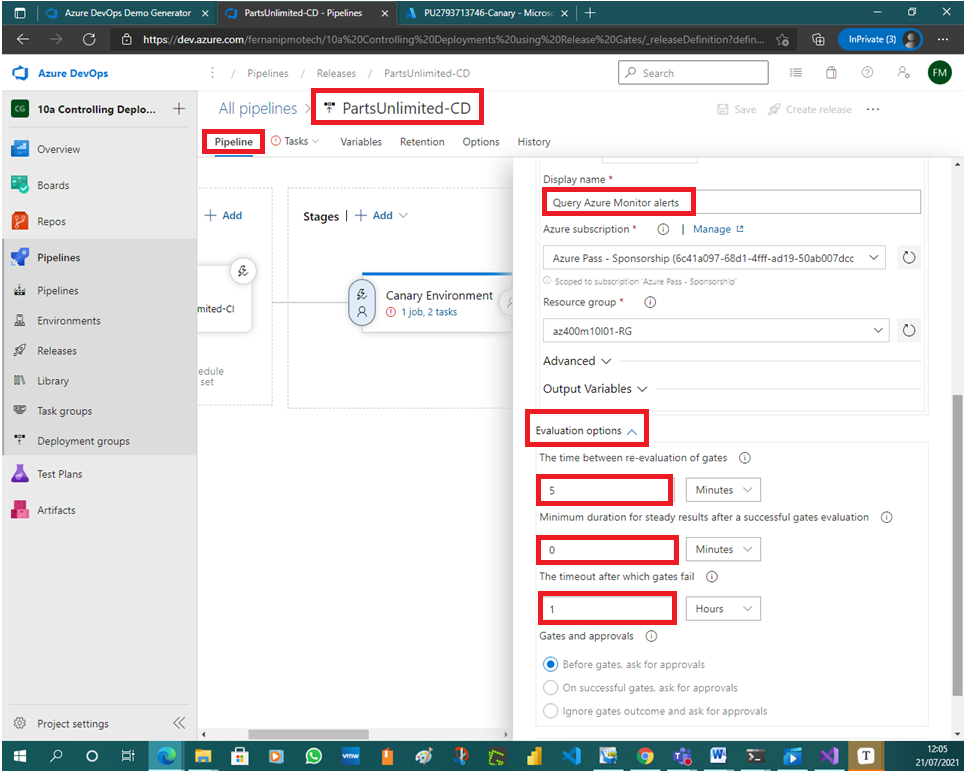 Azure DevOps Demo Generator
PartsUnlimited-CD - Pipelines
PU2793713746-Canary - Micros
https://dev.azure.com/fernanipmotech/10a%20Controlling%20Deployments%20using%20Release%20Gates/_releaseDefinition?defin...
InPrivate (3)
Azure DevOps
/ Pipelines / Releases / PartsUnlimited-CD
Search
FM
CG 10a Controlling Deplo...
All pipelines > PartsUnlimited-CD
Save Create release ...
Pipeline Tasks Variables Retention Options History
Overview
Boards
Repos
Pipelines
Pipelines
Environments
Releases
Library
Task groups
Deployment groups
Test Plans
Artifacts
Project settings
Add
Stages | Add
mited-CI
Canary Environment
1 job, 2 tasks
edule
set
Display name *
Query Azure Monitor alerts
Azure subscription * | Manage
Azure Pass - Sponsorship (6c41a097-68d1-4fff-ad19-50ab007dcc
Scoped to subscription 'Azure Pass - Sponsorship'
Resource group *
az400m10l01-RG
Advanced
Output Variables
Evaluation options
The time between re-evaluation of gates
5 Minutes
Minimum duration for steady results after a successful gates evaluation
0 Minutes
The timeout after which gates fail
1 Hours
Gates and approvals
Before gates, ask for approvals
On successful gates, ask for approvals
Ignore gates outcome and ask for approvals
vmw
T
12:05
21/07/2021